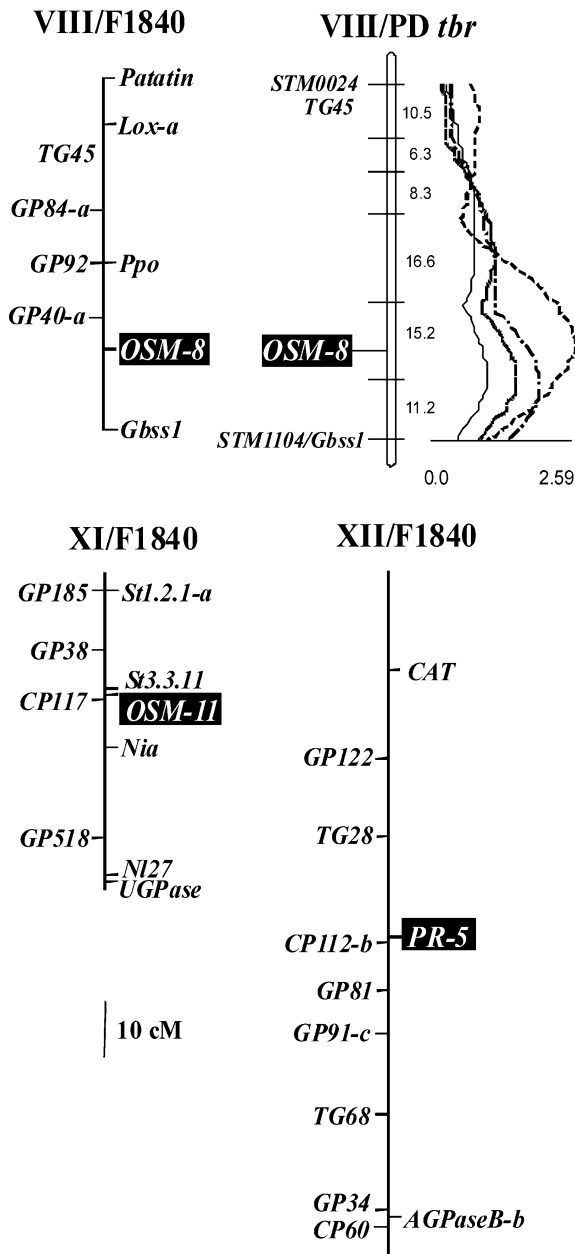 VIII/F1840
Patatin
Lox-a
TG45
GP84-a
GP92 Ppo
GP40-a
OSM-8
Gbss1
VIII/PD tbr
STM0024
TG45
10.5
6.3
8.3
16.6
15.2
OSM-8
11.2
STM1104/Gbss1
0.0 2.59
XI/F1840
GP185 St1.2.1-a
GP38
St3.3.11
CP117
OSM-11
Nia
GP518
Nl27
UGPase
10 cM
XII/F1840
CAT
GP122
TG28
PR-5
CP112-b
GP81
GP91-c
TG68
GP34
AGPaseB-b
CP60